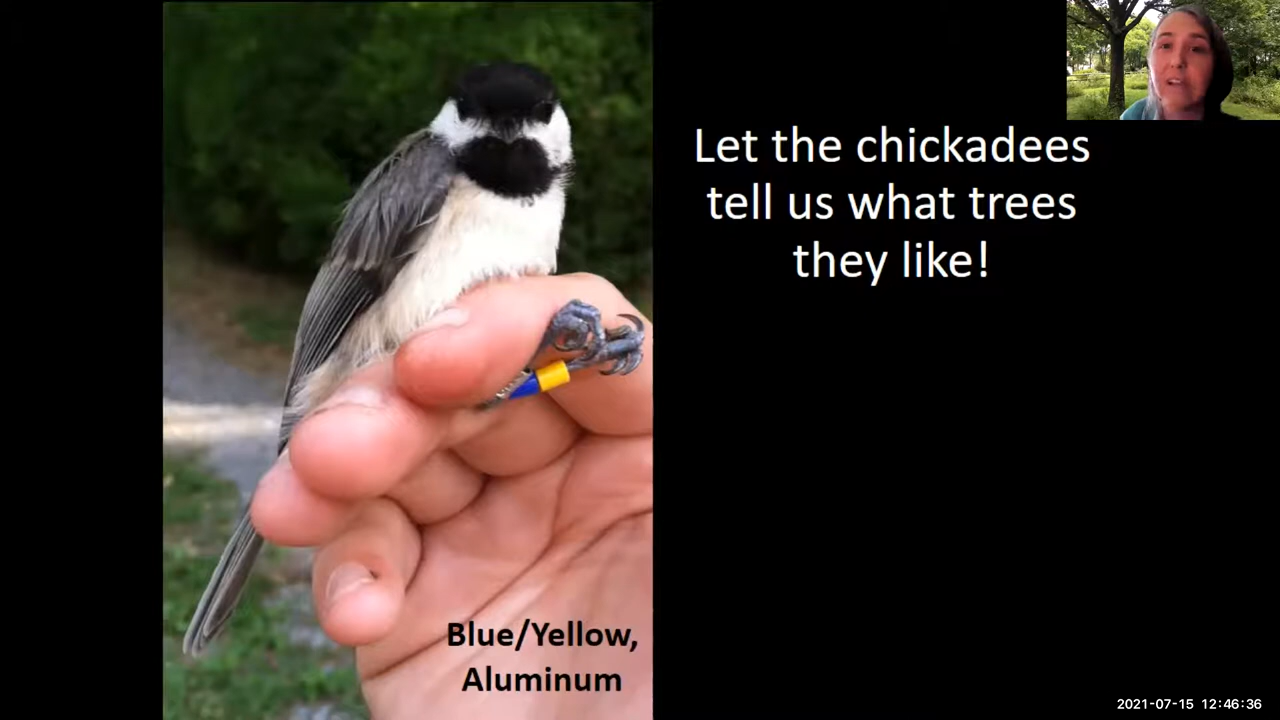 Let the chickadees
tell us what trees
they like!
Blue/Yellow,
Aluminum
2021-07-15 12:46:36